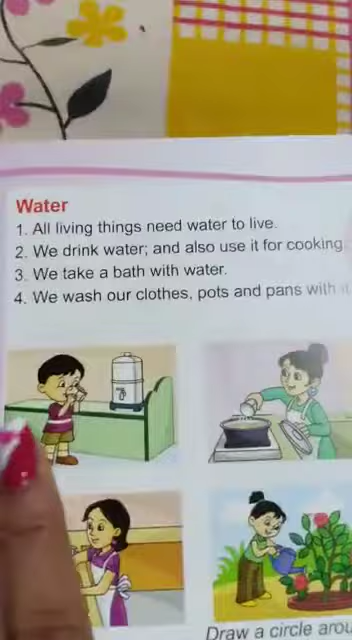 Water
1. All living things need water to live.
2. We drink water; and also use it for cooking
3. We take a bath with water.
4. We wash our clothes, pots and pans with
Draw a circle